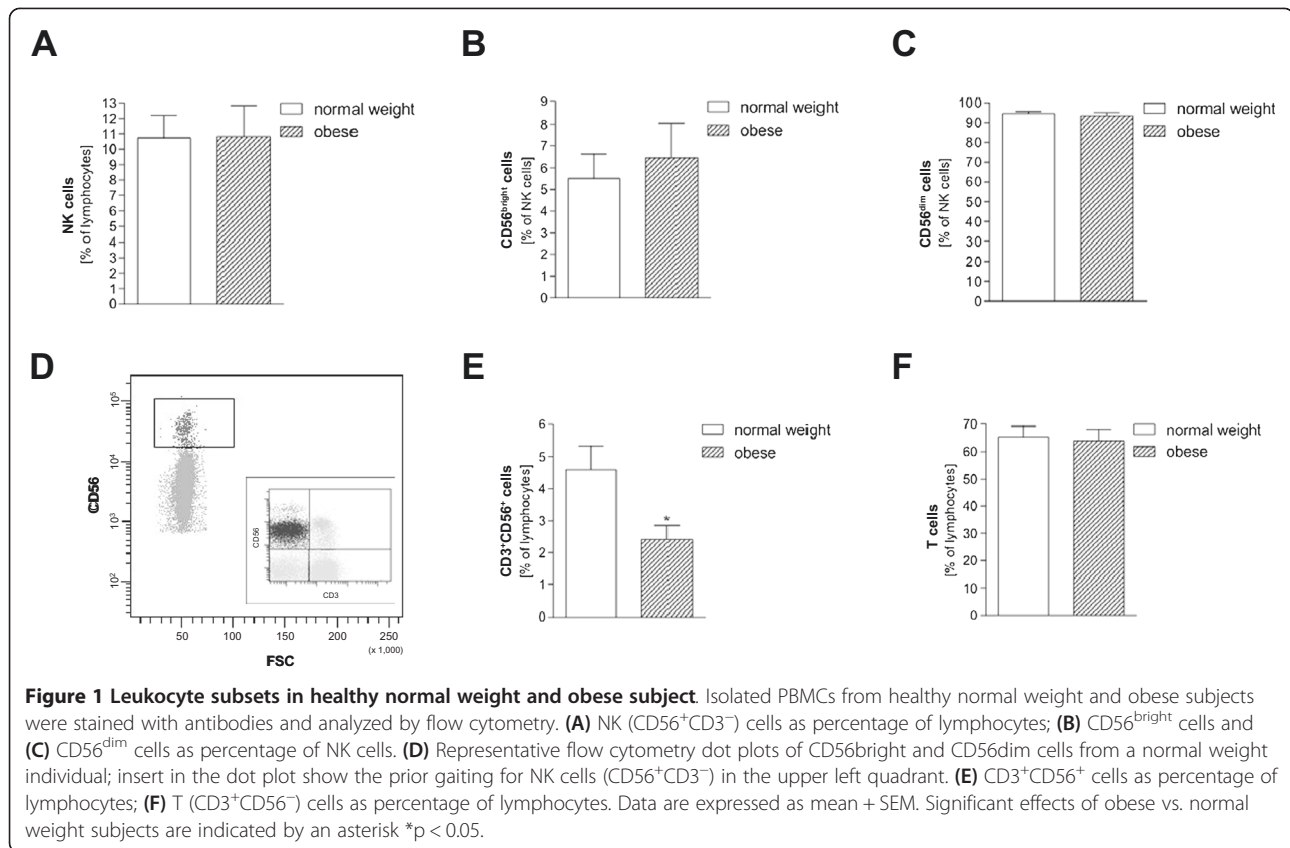 A
NK cells
[% of lymphocytes]
13
12
11
10
9
8
7
6
5
4
3
2
1
0
normal weight
obese
B
CD56bright cells
[% of NK cells]
9
8
7
6
5
4
3
2
1
0
normal weight
obese
C
CD56dim cells
[% of NK cells]
100
90
80
70
60
50
40
30
20
10
0
normal weight
obese
D
CD56
10⁵
10⁴
10³
10²
CD56
CD3
50 100 150 200 250
(x 1,000)
FSC
E
CD3⁺CD56⁺ cells
[% of lymphocytes]
6
5
4
3
2
1
0
*
normal weight
obese
F
T cells
[% of lymphocytes]
70
60
50
40
30
20
10
0
normal weight
obese
Figure 1 Leukocyte subsets in healthy normal weight and obese subject. Isolated PBMCs from healthy normal weight and obese subjects
were stained with antibodies and analyzed by flow cytometry. (A) NK (CD56⁺CD3⁻) cells as percentage of lymphocytes; (B) CD56bright cells and
(C) CD56dim cells as percentage of NK cells. (D) Representative flow cytometry dot plots of CD56bright and CD56dim cells from a normal weight
individual; insert in the dot plot show the prior gaiting for NK cells (CD56⁺CD3⁻) in the upper left quadrant. (E) CD3⁺CD56⁺ cells as percentage of
lymphocytes; (F) T (CD3⁺CD56⁻) cells as percentage of lymphocytes. Data are expressed as mean + SEM. Significant effects of obese vs. normal
weight subjects are indicated by an asterisk *p < 0.05.